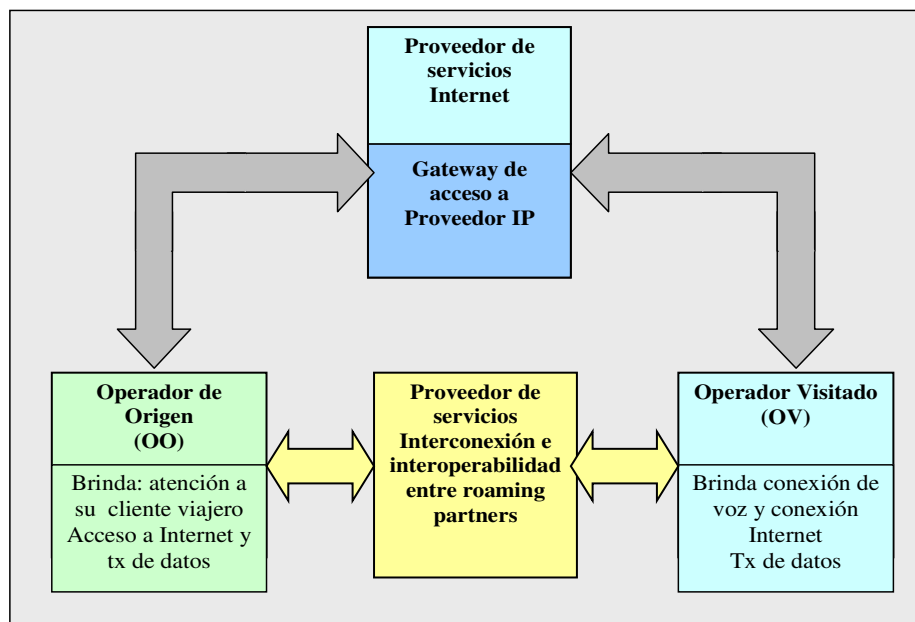 Proveedor de
servicios
Internet
Gateway de
acceso a
Proveedor IP
Operador de
Origen
(OO)
Brinda: atención a
su cliente viajero
Acceso a Internet y
tx de datos
Proveedor de
servicios
Interconexión e
interoperabilidad
entre roaming
partners
Operador Visitado
(OV)
Brinda conexión de
voz y conexión
Internet
Tx de datos